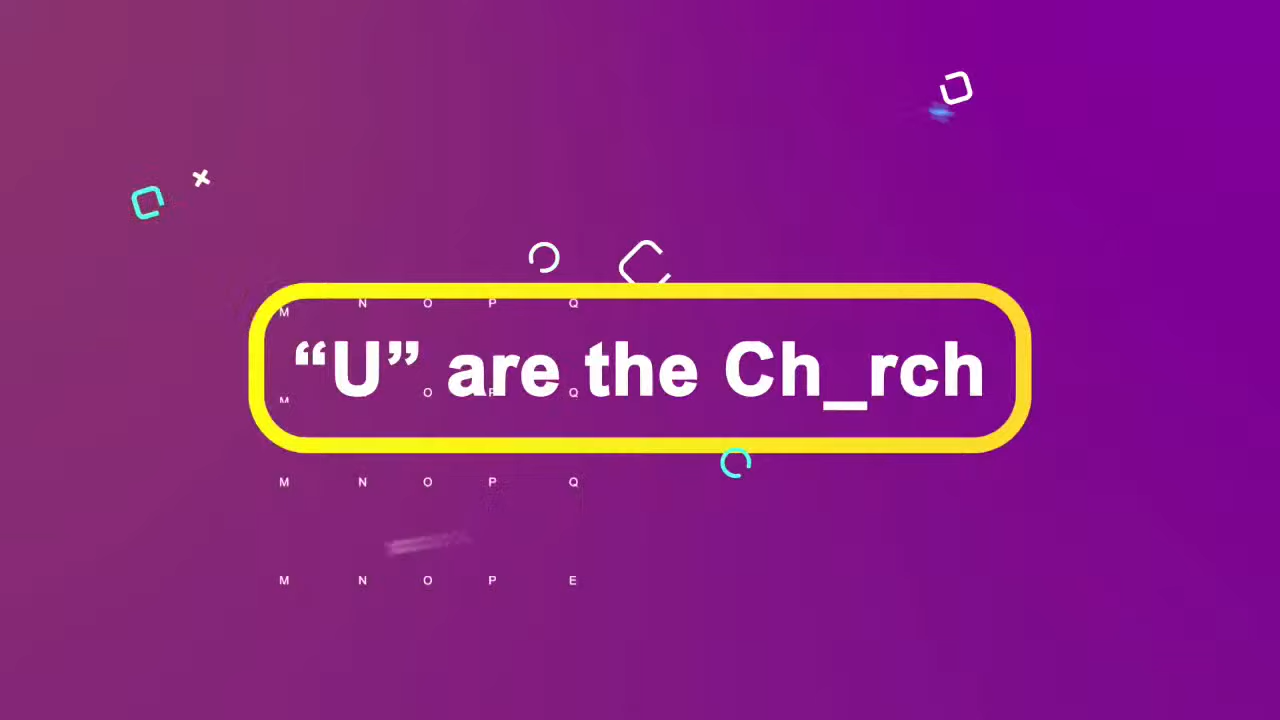 M N O P Q
“U” are the Ch_rch
M O P Q
M N O P Q
M N O P E